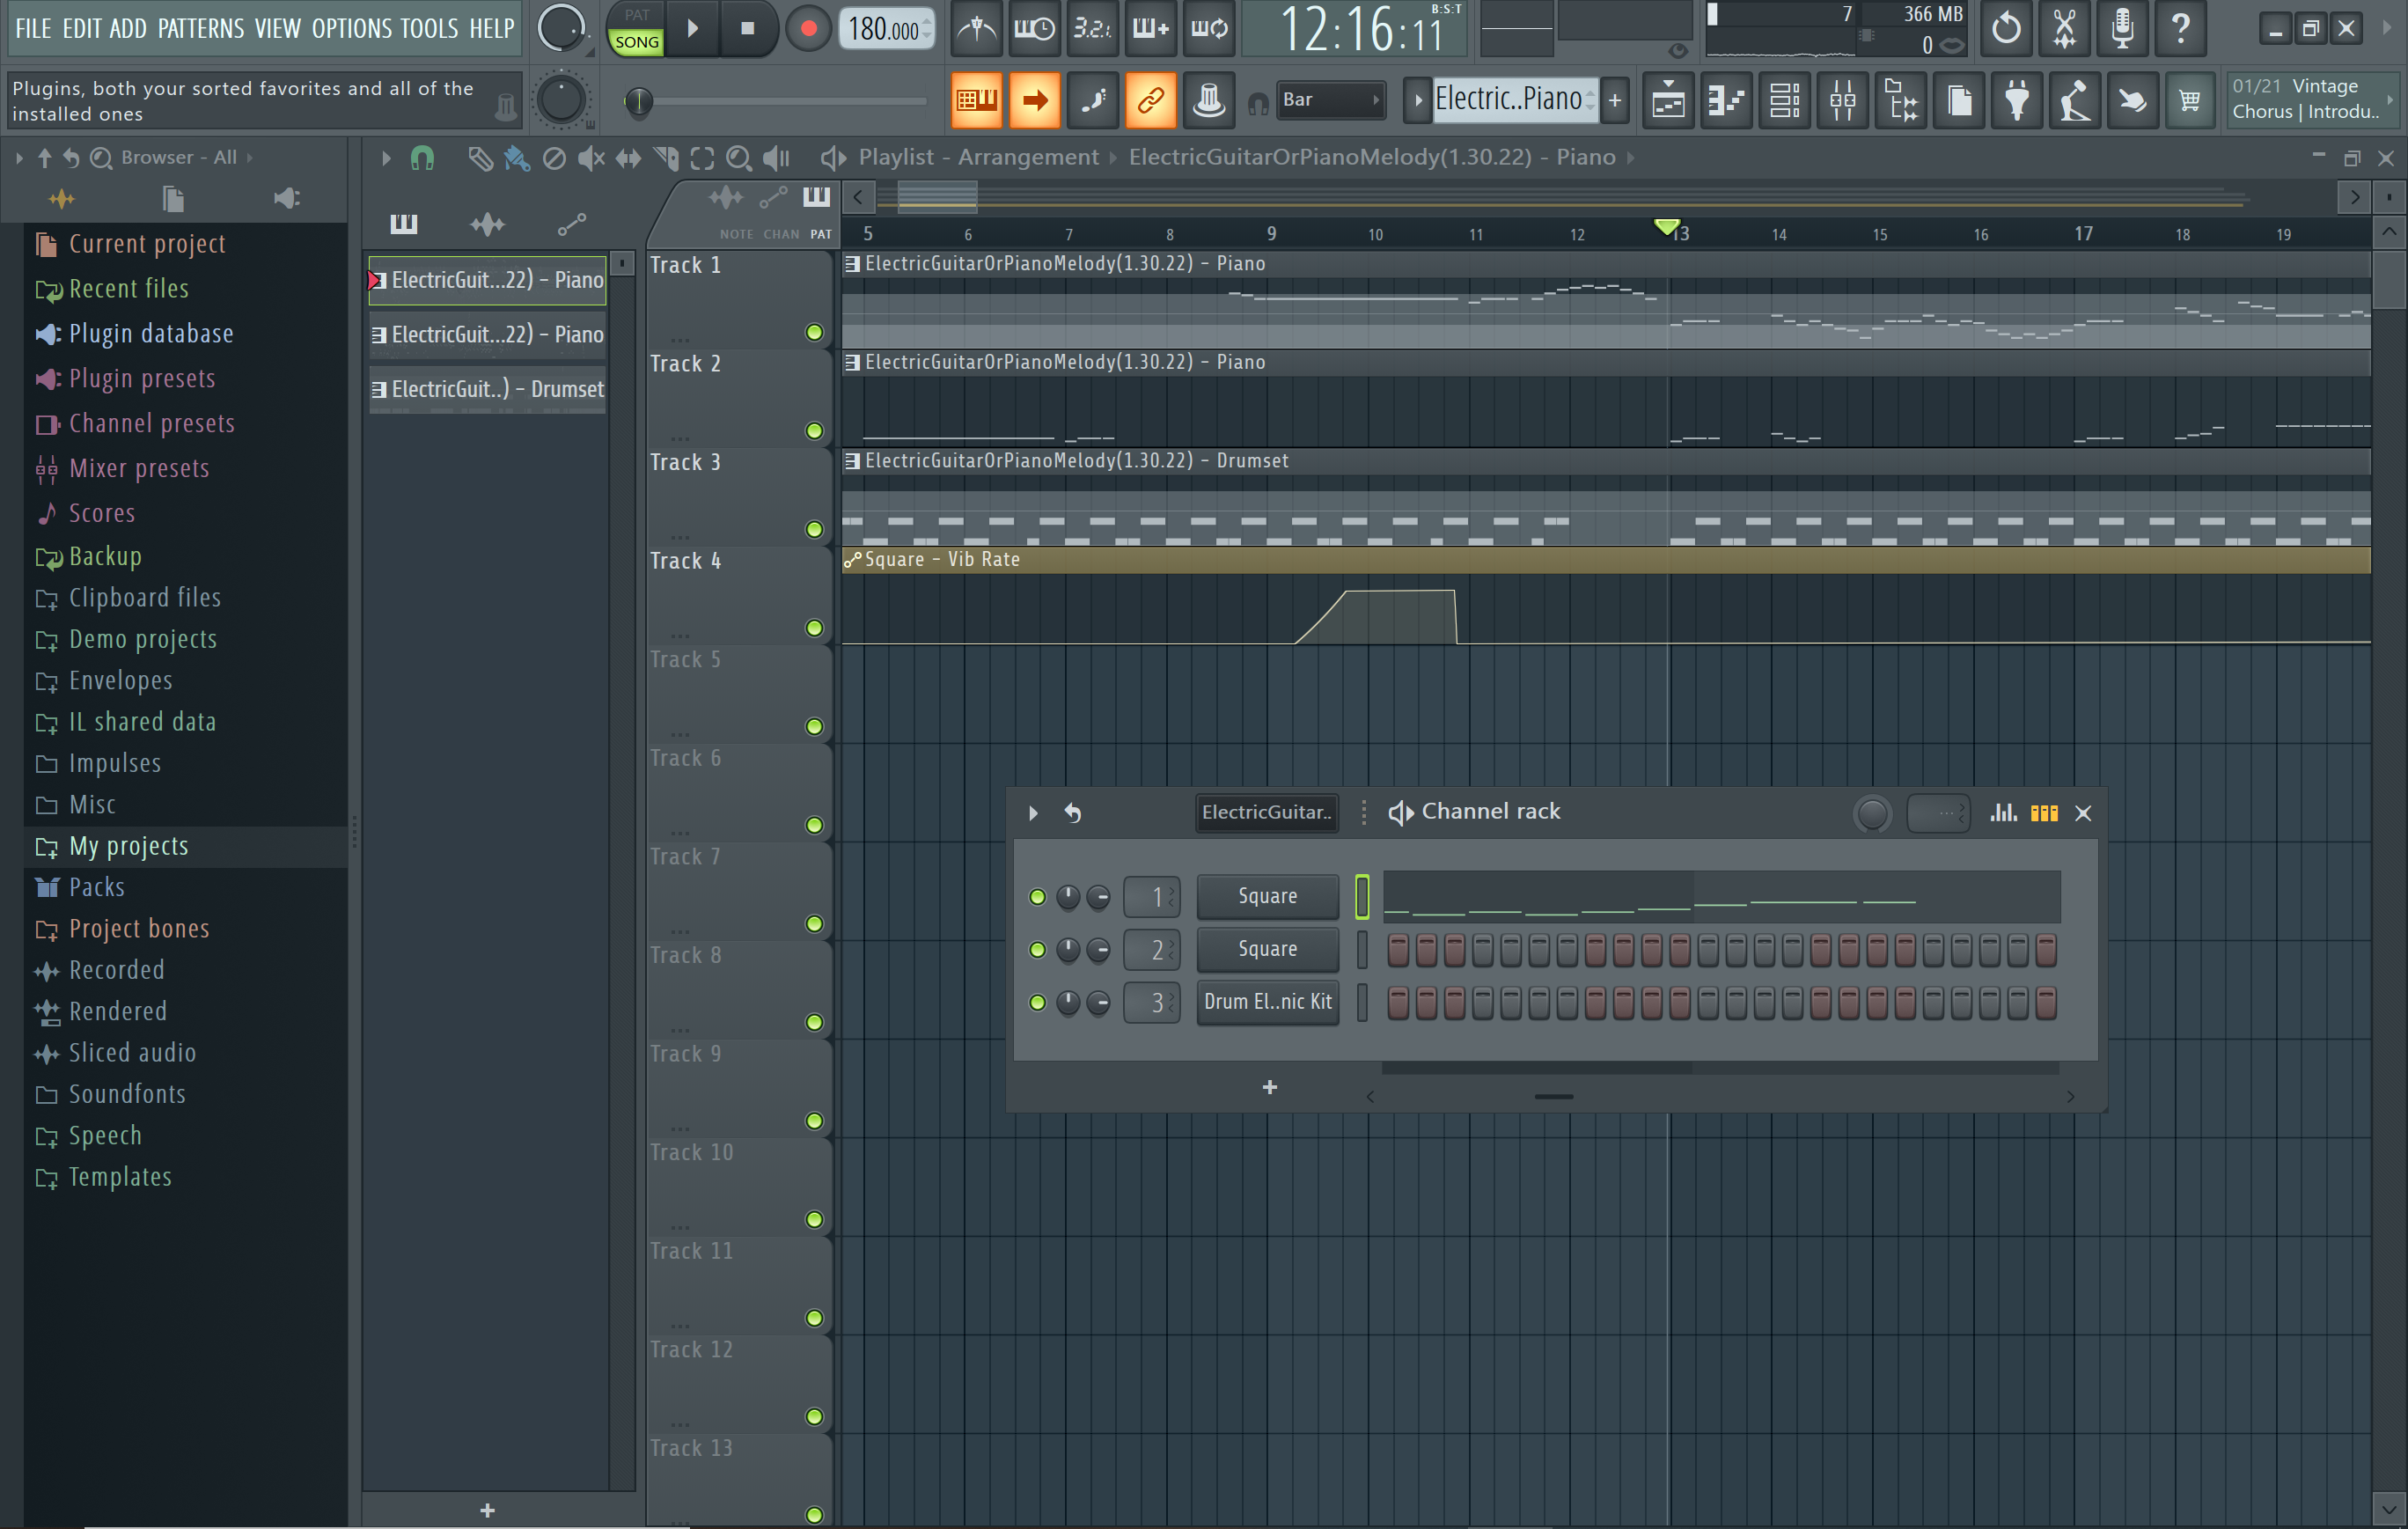 FILE EDIT ADD PATTERNS VIEW OPTIONS TOOLS HELP
PAT
SONG
180.000
3.2.1.
12:16:11
B:S:T
7
366 MB
0
?
Plugins, both your sorted favorites and all of the
installed ones
Bar
Electric..Piano
+
01/21 Vintage
Chorus | Introdu..
Browser - All
Playlist - Arrangement
ElectricGuitarOrPianoMelody(1.30.22) - Piano
NOTE CHAN PAT
5 6 7 8 9 10 11 12 13 14 15 16 17 18 19
Current project
Recent files
Plugin database
Plugin presets
Channel presets
Mixer presets
Scores
Backup
Clipboard files
Demo projects
Envelopes
IL shared data
Impulses
Misc
My projects
Packs
Project bones
Recorded
Rendered
Sliced audio
Soundfonts
Speech
Templates
ElectricGuit...22) - Piano
ElectricGuit...22) - Piano
ElectricGuit..) - Drumset
+
Track 1
ElectricGuitarOrPianoMelody(1.30.22) - Piano
Track 2
ElectricGuitarOrPianoMelody(1.30.22) - Piano
Track 3
ElectricGuitarOrPianoMelody(1.30.22) - Drumset
Track 4
Square - Vib Rate
Track 5
Track 6
Track 7
Track 8
Track 9
Track 10
Track 11
Track 12
Track 13
ElectricGuitar..
Channel rack
---
1
Square
2
Square
3
Drum El..nic Kit
+